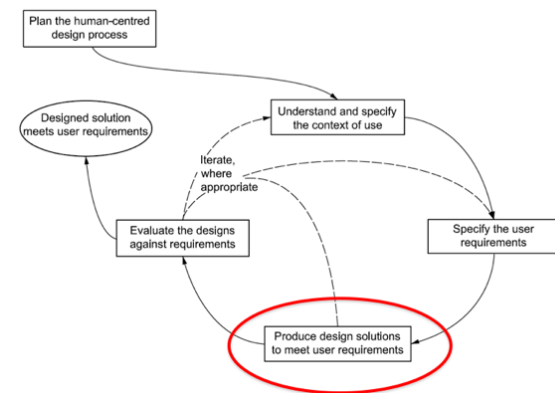 Plan the human-centred
design process
Designed solution
meets user requirements
Understand and specify
the context of use
Iterate,
where
appropriate
Evaluate the designs
against requirements
Specify the user
requirements
Produce design solutions
to meet user requirements